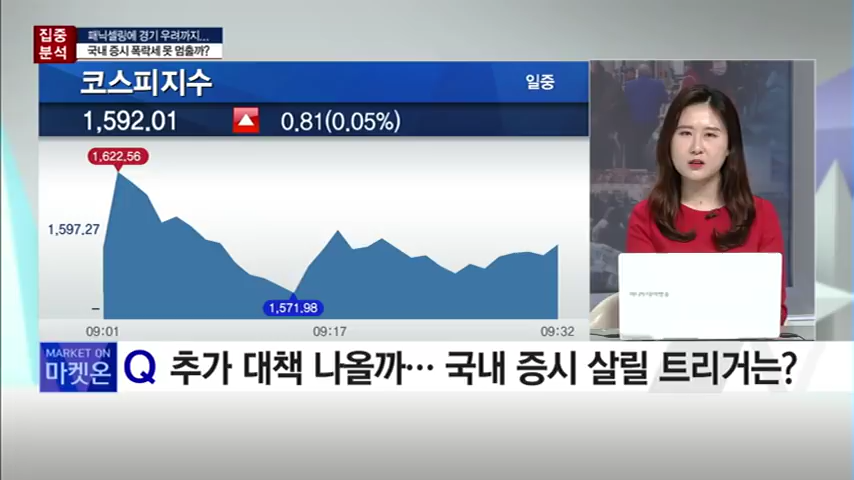 집중
분석
패닉셀링에 경기 우려까지...
국내 증시 폭락세 못 멈출까?
코스피지수
일중
1,592.01 ▲ 0.81(0.05%)
1,622.56
1,597.27
1,571.98
09:01 09:17 09:32
MARKET ON
마켓온
Q 추가 대책 나올까… 국내 증시 살릴 트리거는?